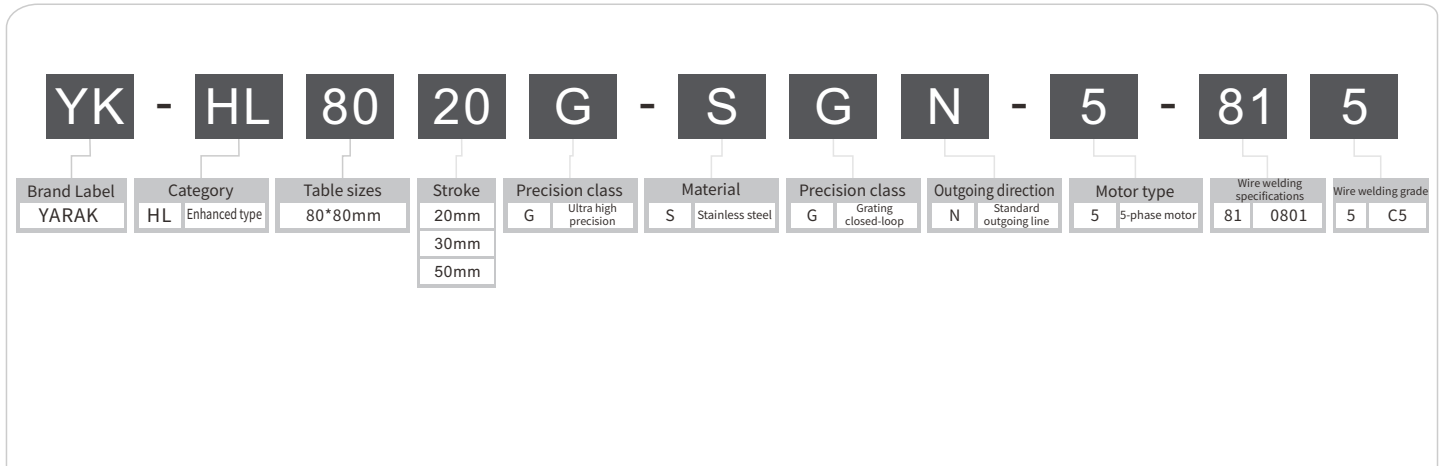 YK - HL 80 20 G - S G N - 5 - 81 5
Brand Label
YARAK
Category
HL Enhanced type
Table sizes
80*80mm
Stroke
20mm
30mm
50mm
Precision class
G Ultra high
precision
Material
S Stainless steel
Precision class
G Grating
closed-loop
Outgoing direction
N Standard
outgoing line
Motor type
5 5-phase motor
Wire welding
specifications
81 0801
Wire welding grade
5 C5